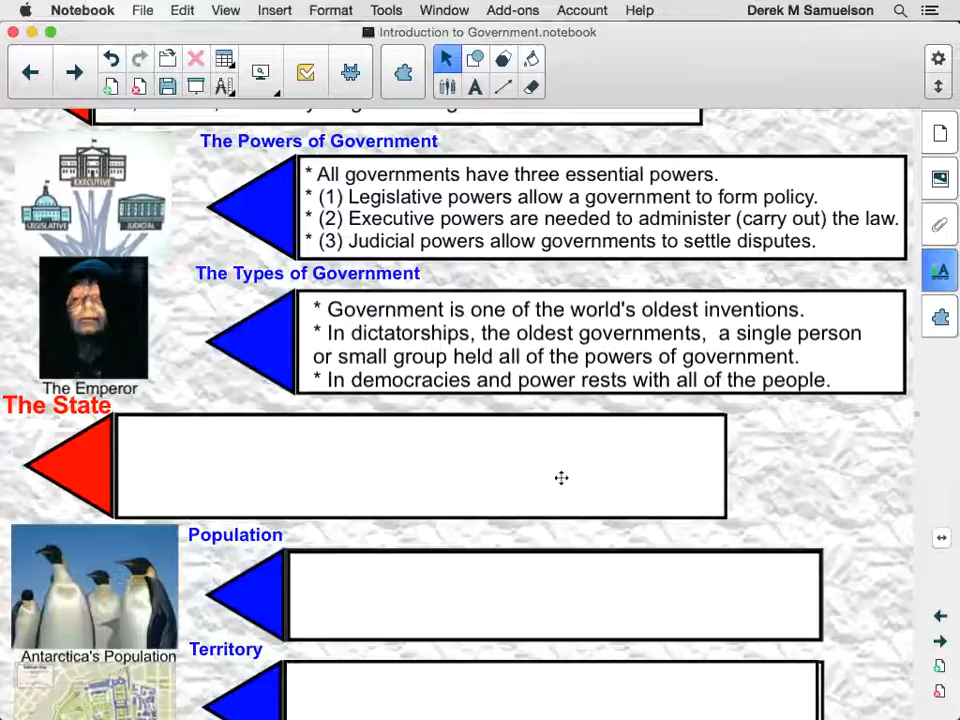 Notebook File Edit View Insert Format Tools Window Add-ons Account Help Derek M Samuelson
Introduction to Government.notebook
The Powers of Government
EXECUTIVE
LEGISLATIVE
JUDICIAL
* All governments have three essential powers.
* (1) Legislative powers allow a government to form policy.
* (2) Executive powers are needed to administer (carry out) the law.
* (3) Judicial powers allow governments to settle disputes.
The Types of Government
* Government is one of the world's oldest inventions.
* In dictatorships, the oldest governments, a single person
or small group held all of the powers of government.
* In democracies and power rests with all of the people.
The Emperor
The State
Population
Antarctica's Population
Territory